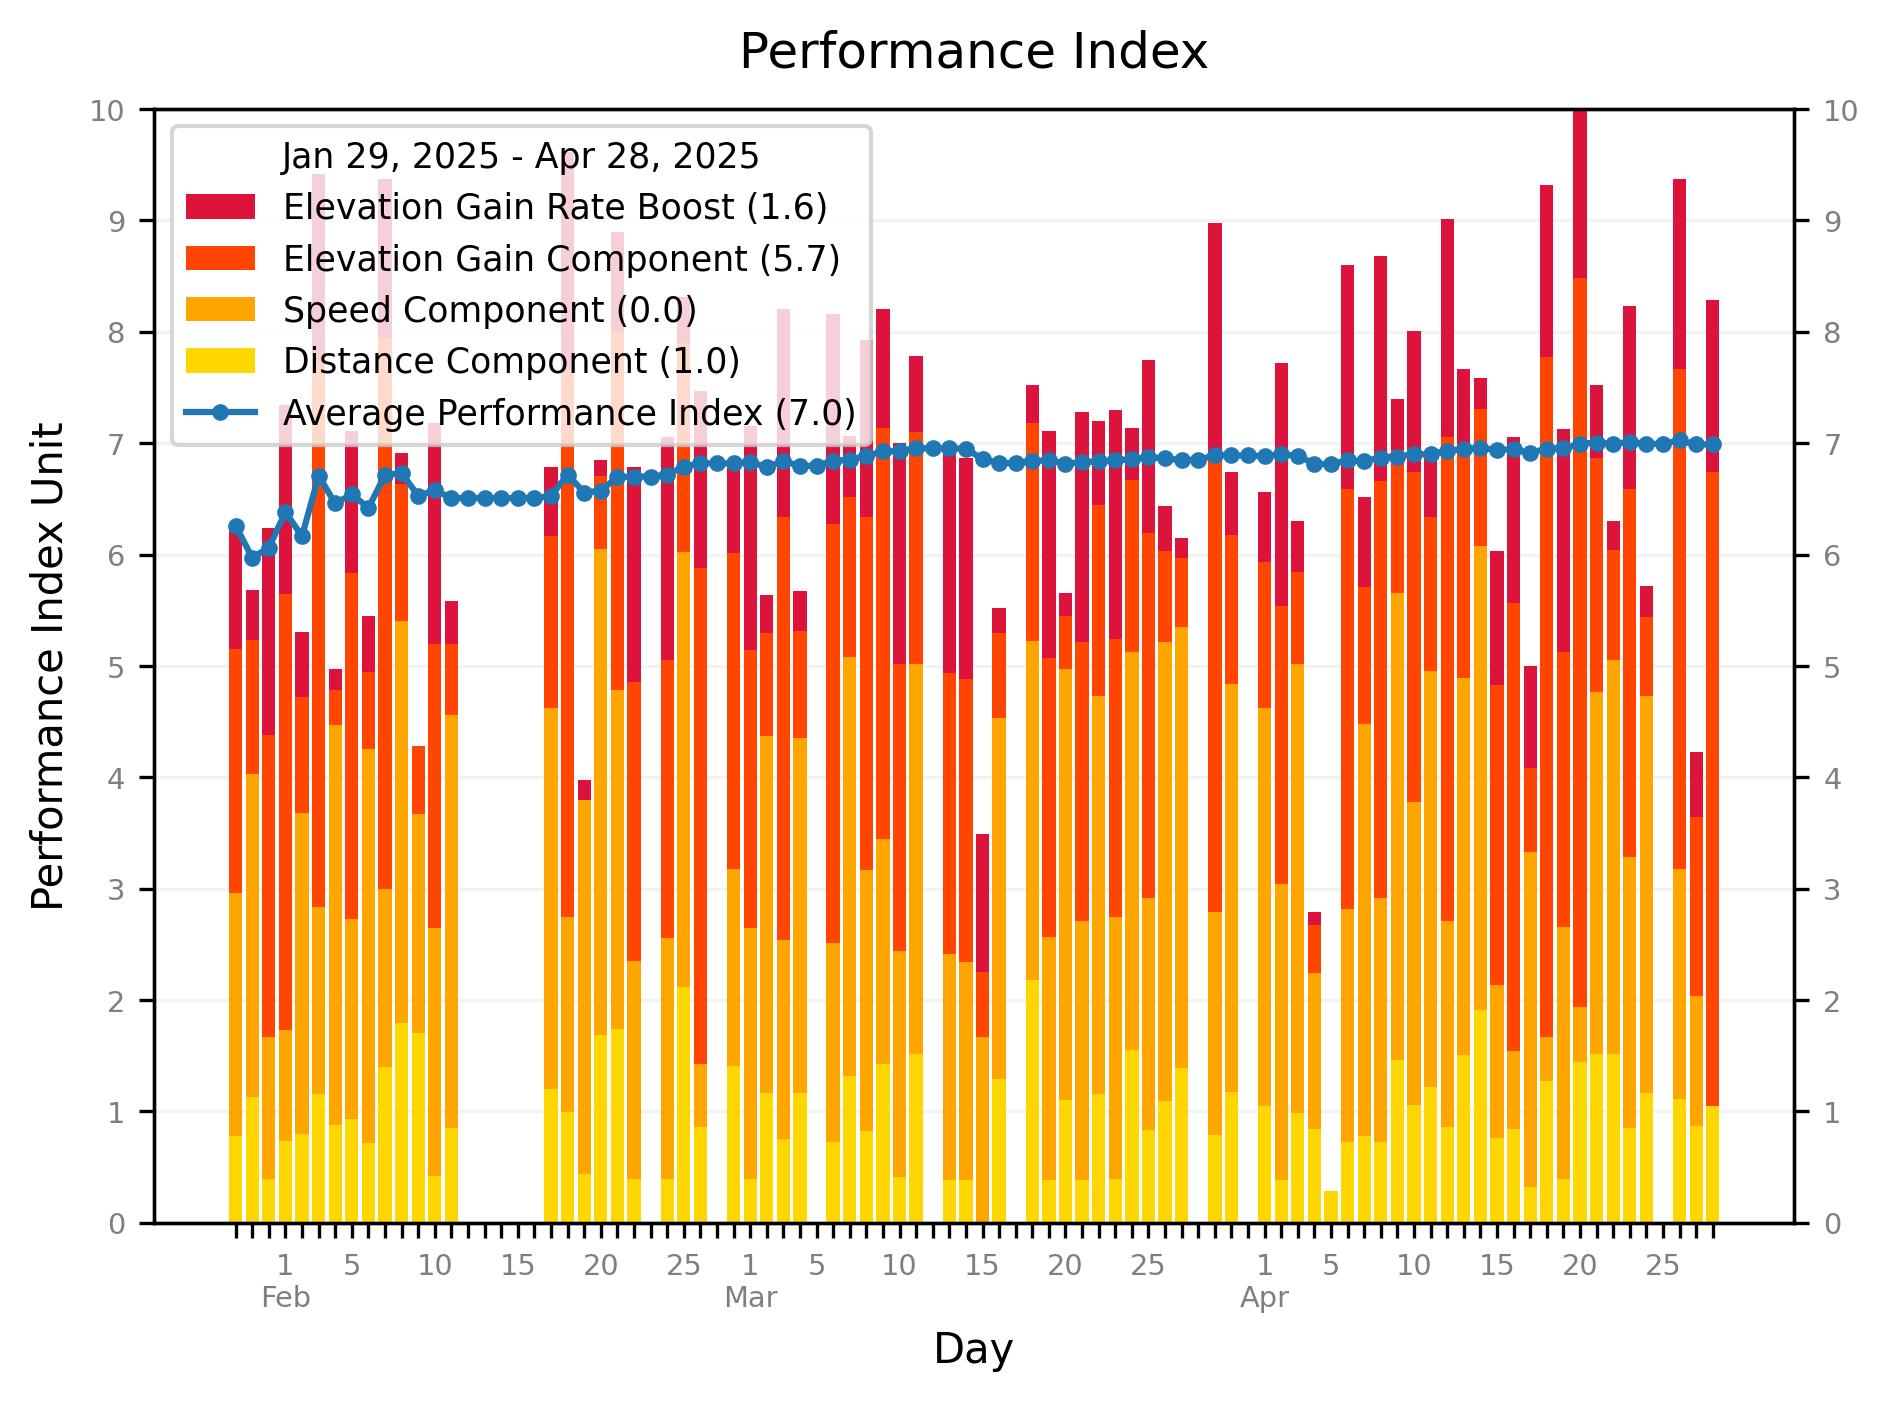 Performance Index
Jan 29, 2025 - Apr 28, 2025
Elevation Gain Rate Boost (1.6)
Elevation Gain Component (5.7)
Speed Component (0.0)
Distance Component (1.0)
Average Performance Index (7.0)
Performance Index Unit
10
9
8
7
6
5
4
3
2
1
0
10
9
8
7
6
5
4
3
2
1
0
1 5 10 15 20 25 1 5 10 15 20 25 1 5 10 15 20 25
Feb Mar Apr
Day